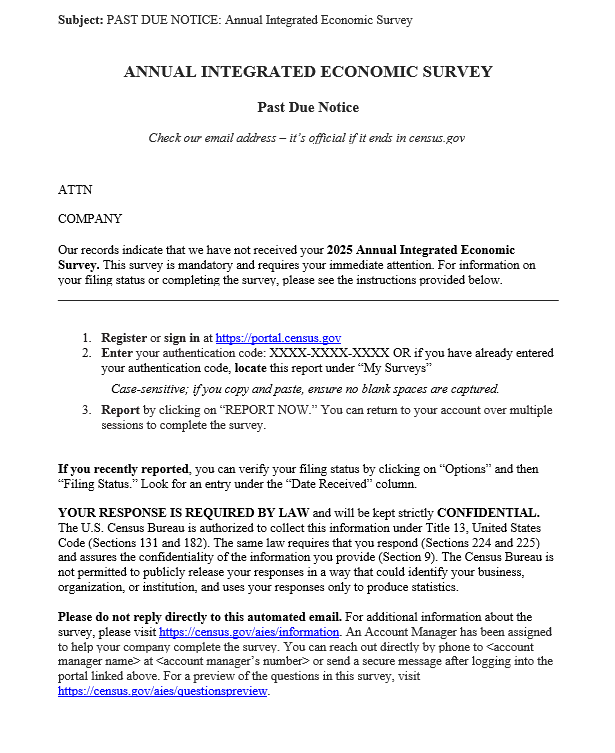 Subject: PAST DUE NOTICE: Annual Integrated Economic Survey
ANNUAL INTEGRATED ECONOMIC SURVEY
Past Due Notice
Check our email address – it's official if it ends in census.gov
ATTN
COMPANY
Our records indicate that we have not received your 2025 Annual Integrated Economic
Survey. This survey is mandatory and requires your immediate attention. For information on
your filing status or completing the survey, please see the instructions provided below.
1. Register or sign in at https://portal.census.gov
2. Enter your authentication code: XXXX-XXXX-XXXX OR if you have already entered
your authentication code, locate this report under “My Surveys”
Case-sensitive; if you copy and paste, ensure no blank spaces are captured.
3. Report by clicking on “REPORT NOW.” You can return to your account over multiple
sessions to complete the survey.
If you recently reported, you can verify your filing status by clicking on “Options” and then
“Filing Status.” Look for an entry under the “Date Received” column.
YOUR RESPONSE IS REQUIRED BY LAW and will be kept strictly CONFIDENTIAL.
The U.S. Census Bureau is authorized to collect this information under Title 13, United States
Code (Sections 131 and 182). The same law requires that you respond (Sections 224 and 225)
and assures the confidentiality of the information you provide (Section 9). The Census Bureau is
not permitted to publicly release your responses in a way that could identify your business,
organization, or institution, and uses your responses only to produce statistics.
Please do not reply directly to this automated email. For additional information about the
survey, please visit https://census.gov/aies/information. An Account Manager has been assigned
to help your company complete the survey. You can reach out directly by phone to <account
manager name> at <account manager’s number> or send a secure message after logging into the
portal linked above. For a preview of the questions in this survey, visit
https://census.gov/aies/questionspreview.